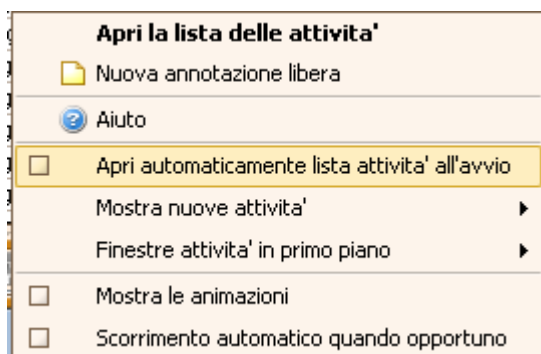 Apri la lista delle attivita'
Nuova annotazione libera
Aiuto
Apri automaticamente lista attivita' all'avvio
Mostra nuove attivita'
Finestre attivita' in primo piano
Mostra le animazioni
Scorrimento automatico quando opportuno